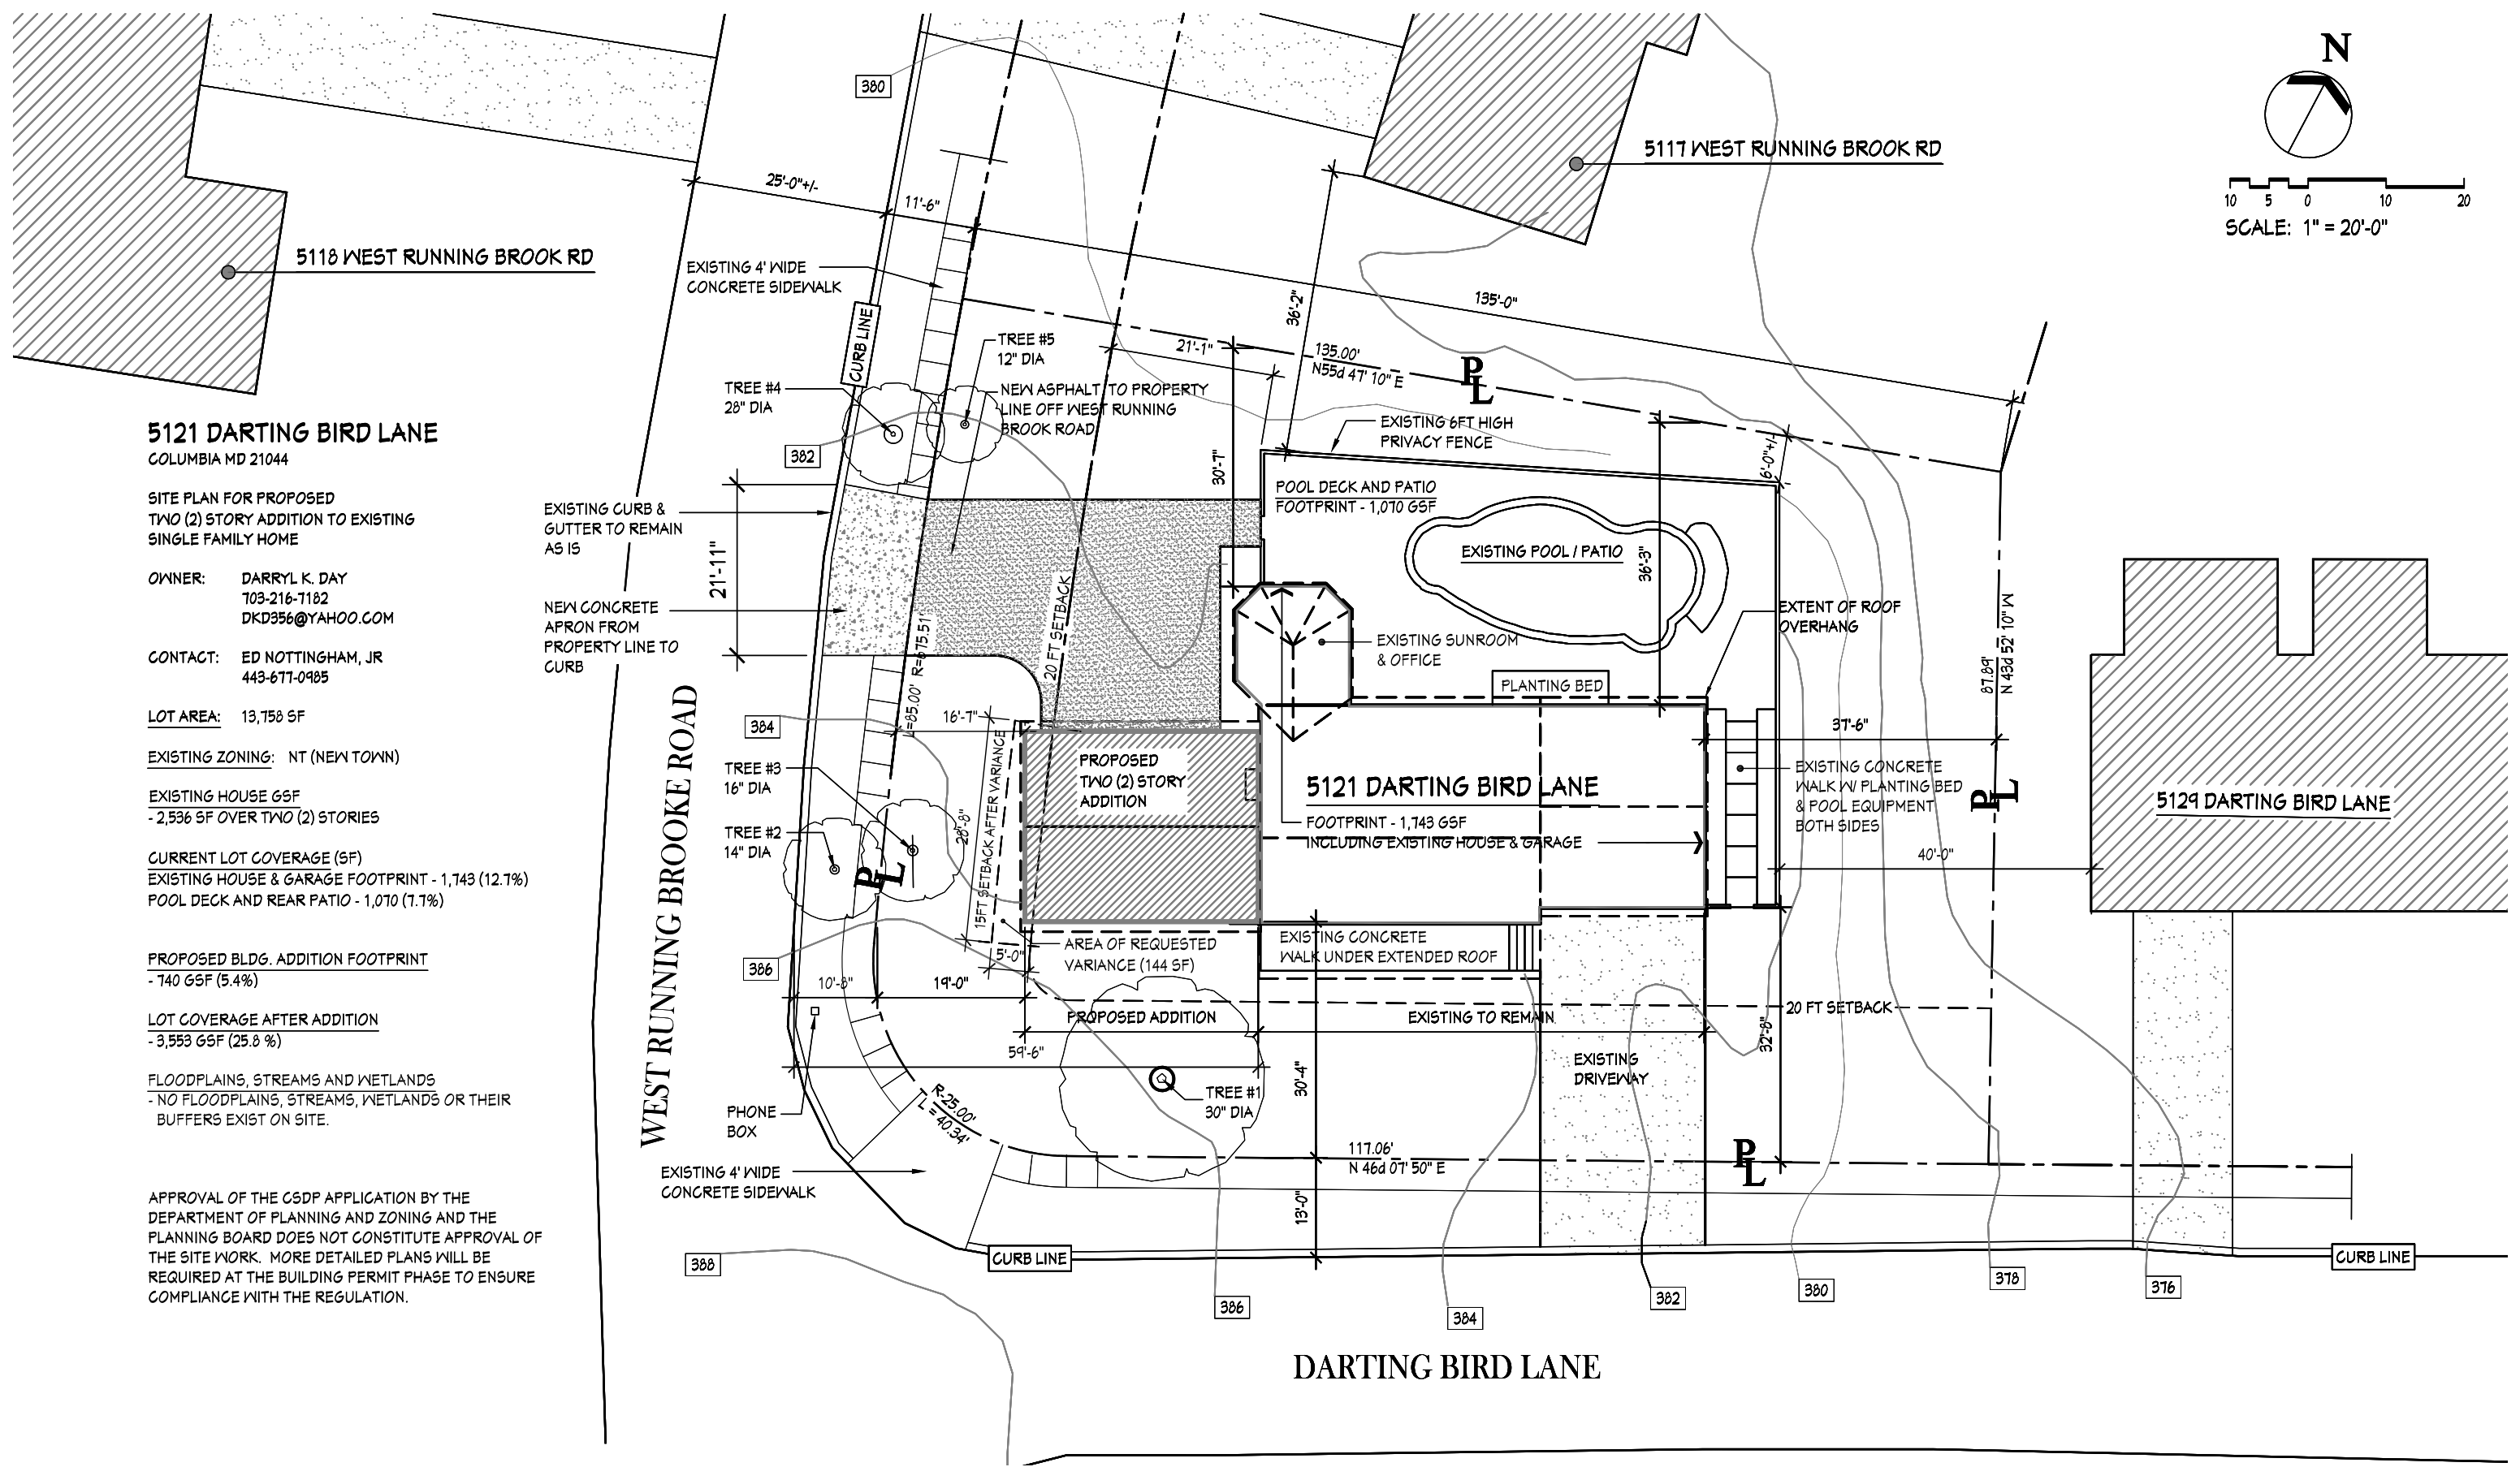 N
10 5 0 10 20
SCALE: 1" = 20'-0"
380
5117 WEST RUNNING BROOK RD
5118 WEST RUNNING BROOK RD
25'-0"+/-
11'-6"
135'-0"
36'-2"
EXISTING 4' WIDE
CONCRETE SIDEWALK
CURB LINE
TREE #5
12" DIA
21'-1"
135.00'
N55d 47' 10" E
PL
TREE #4
28" DIA
NEW ASPHALT TO PROPERTY
LINE OFF WEST RUNNING
BROOK ROAD
EXISTING 6FT HIGH
PRIVACY FENCE
382
30'-7"
6'-0"+/-
5121 DARTING BIRD LANE
COLUMBIA MD 21044
SITE PLAN FOR PROPOSED
TWO (2) STORY ADDITION TO EXISTING
SINGLE FAMILY HOME
OWNER: DARRYL K. DAY
703-216-7182
DKD356@YAHOO.COM
CONTACT: ED NOTTINGHAM, JR
443-677-0985
LOT AREA: 13,758 SF
EXISTING ZONING: NT (NEW TOWN)
EXISTING HOUSE GSF
- 2,536 SF OVER TWO (2) STORIES
CURRENT LOT COVERAGE (SF)
EXISTING HOUSE & GARAGE FOOTPRINT - 1,743 (12.7%)
POOL DECK AND REAR PATIO - 1,070 (7.7%)
PROPOSED BLDG. ADDITION FOOTPRINT
- 740 GSF (5.4%)
LOT COVERAGE AFTER ADDITION
- 3,553 GSF (25.8 %)
FLOODPLAINS, STREAMS AND WETLANDS
- NO FLOODPLAINS, STREAMS, WETLANDS OR THEIR
BUFFERS EXIST ON SITE.
APPROVAL OF THE CSDP APPLICATION BY THE
DEPARTMENT OF PLANNING AND ZONING AND THE
PLANNING BOARD DOES NOT CONSTITUTE APPROVAL OF
THE SITE WORK. MORE DETAILED PLANS WILL BE
REQUIRED AT THE BUILDING PERMIT PHASE TO ENSURE
COMPLIANCE WITH THE REGULATION.
EXISTING CURB &
GUTTER TO REMAIN
AS IS
21'-11"
NEW CONCRETE
APRON FROM
PROPERTY LINE TO
CURB
POOL DECK AND PATIO
FOOTPRINT - 1,070 GSF
EXISTING POOL / PATIO
36'-3"
20 FT SETBACK
L=85.00' R=675.51'
EXISTING SUNROOM
& OFFICE
EXTENT OF ROOF
OVERHANG
87.89'
N 43d 52' 10" W
PLANTING BED
384
16'-7"
37'-6"
TREE #3
16" DIA
15FT SETBACK AFTER VARIANCE
28'-8"
PROPOSED
TWO (2) STORY
ADDITION
5121 DARTING BIRD LANE
FOOTPRINT - 1,743 GSF
INCLUDING EXISTING HOUSE & GARAGE
EXISTING CONCRETE
WALK W/ PLANTING BED
& POOL EQUIPMENT
BOTH SIDES
PL
5129 DARTING BIRD LANE
TREE #2
14" DIA
PL
40'-0"
WEST RUNNING BROOKE ROAD
386
AREA OF REQUESTED
VARIANCE (144 SF)
5'-0"
EXISTING CONCRETE
WALK UNDER EXTENDED ROOF
10'-8"
19'-0"
PROPOSED ADDITION
EXISTING TO REMAIN
20 FT SETBACK
32'-8"
59'-6"
EXISTING
DRIVEWAY
30'-4"
TREE #1
30" DIA
PHONE
BOX
R-25.00'
L = 40.34'
117.06'
N 46d 07' 50" E
PL
EXISTING 4' WIDE
CONCRETE SIDEWALK
13'-0"
388
CURB LINE
CURB LINE
386
384
382
380
378
376
DARTING BIRD LANE